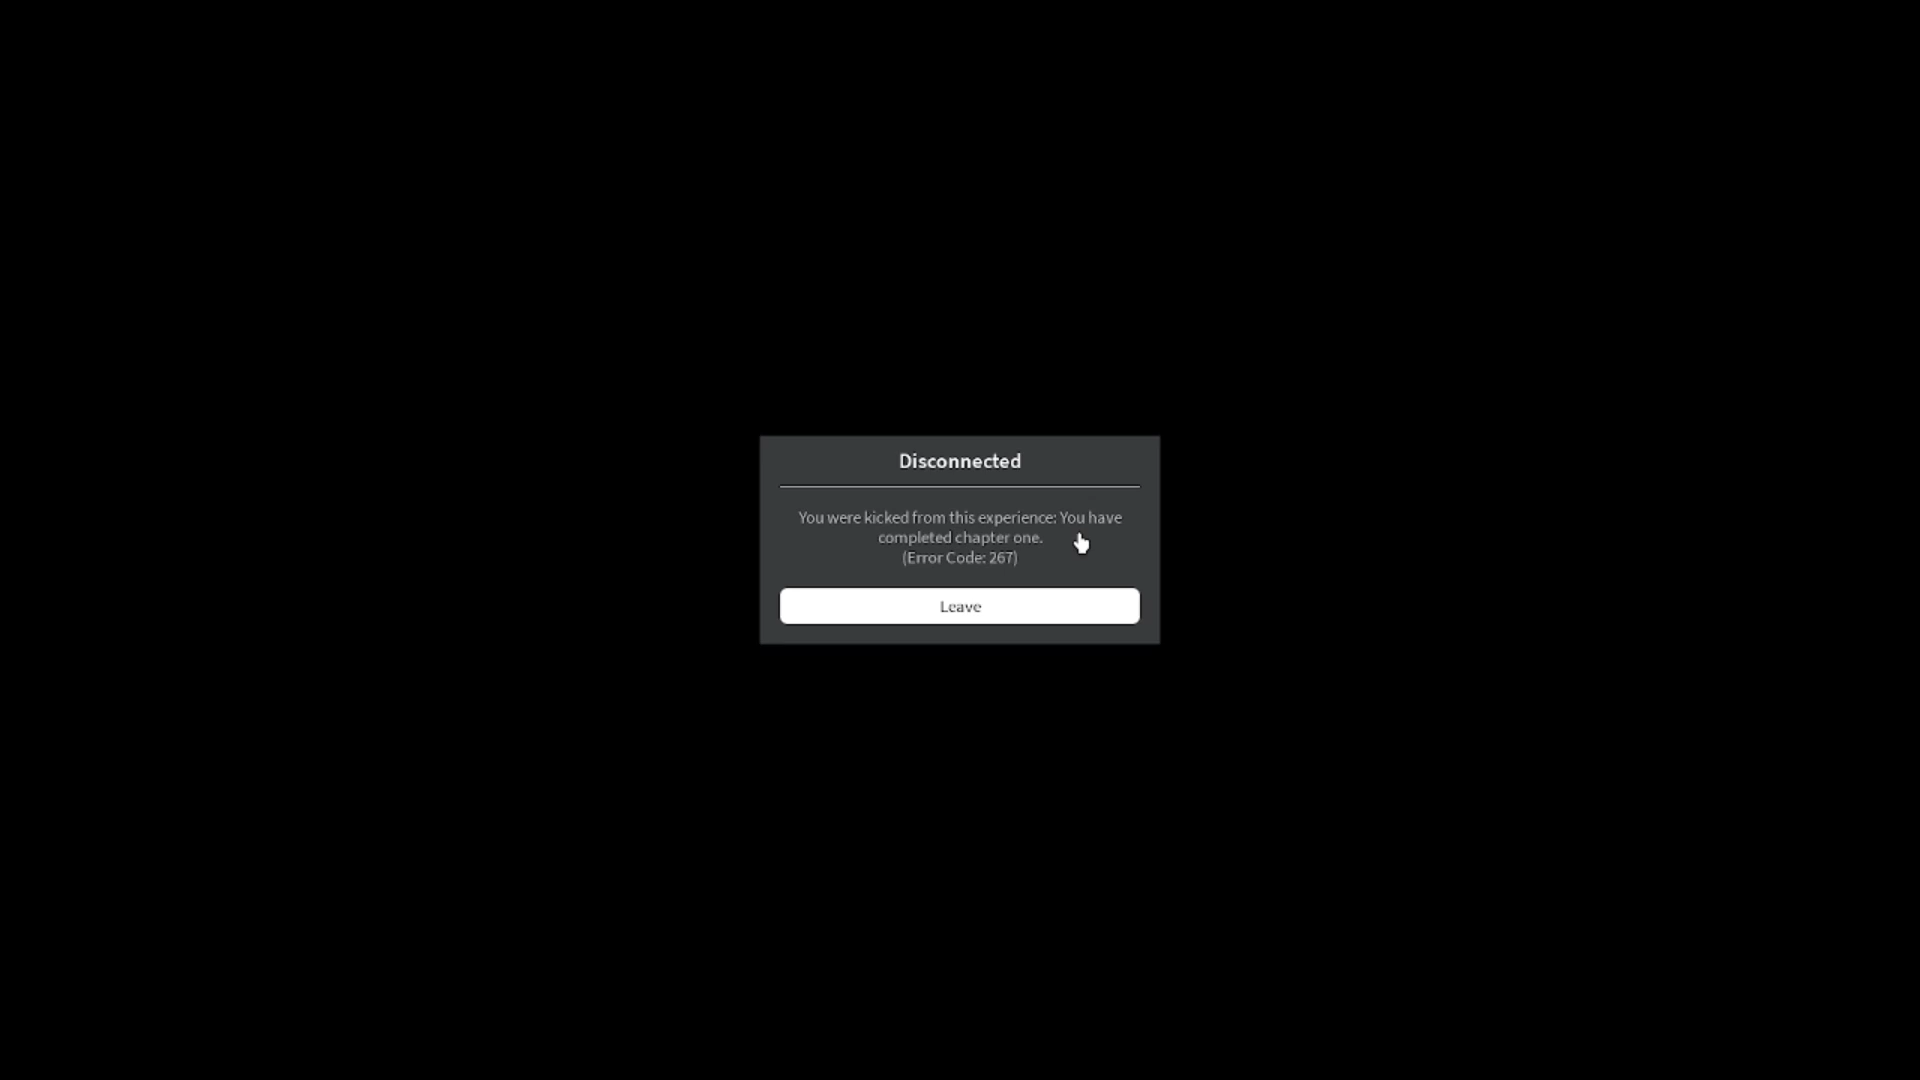 Disconnected
You were kicked from this experience: You have
completed chapter one.
(Error Code: 267)
Leave